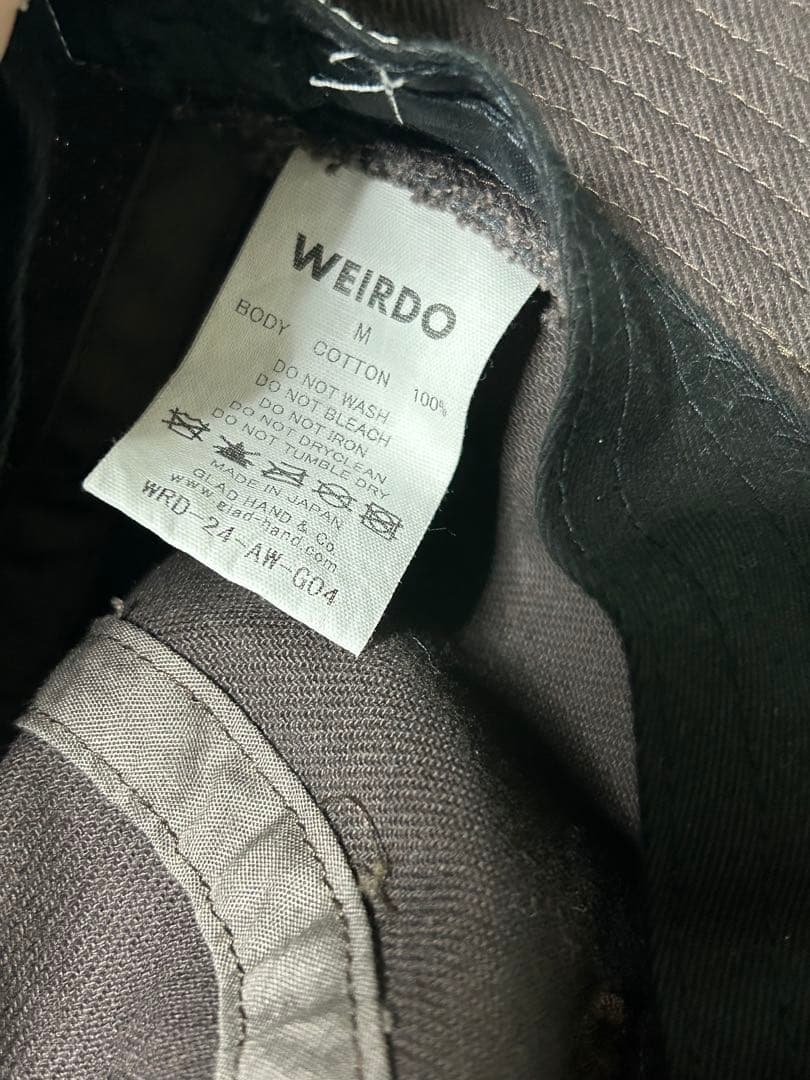 WEIRDO
M
BODY COTTON 100%
DO NOT WASH
DO NOT BLEACH
DO NOT IRON
DO NOT DRYCLEAN
DO NOT TUMBLE DRY
MADE IN JAPAN
GLAD HAND & Co.
www.glad-hand.com
WRD-24-AW-G04